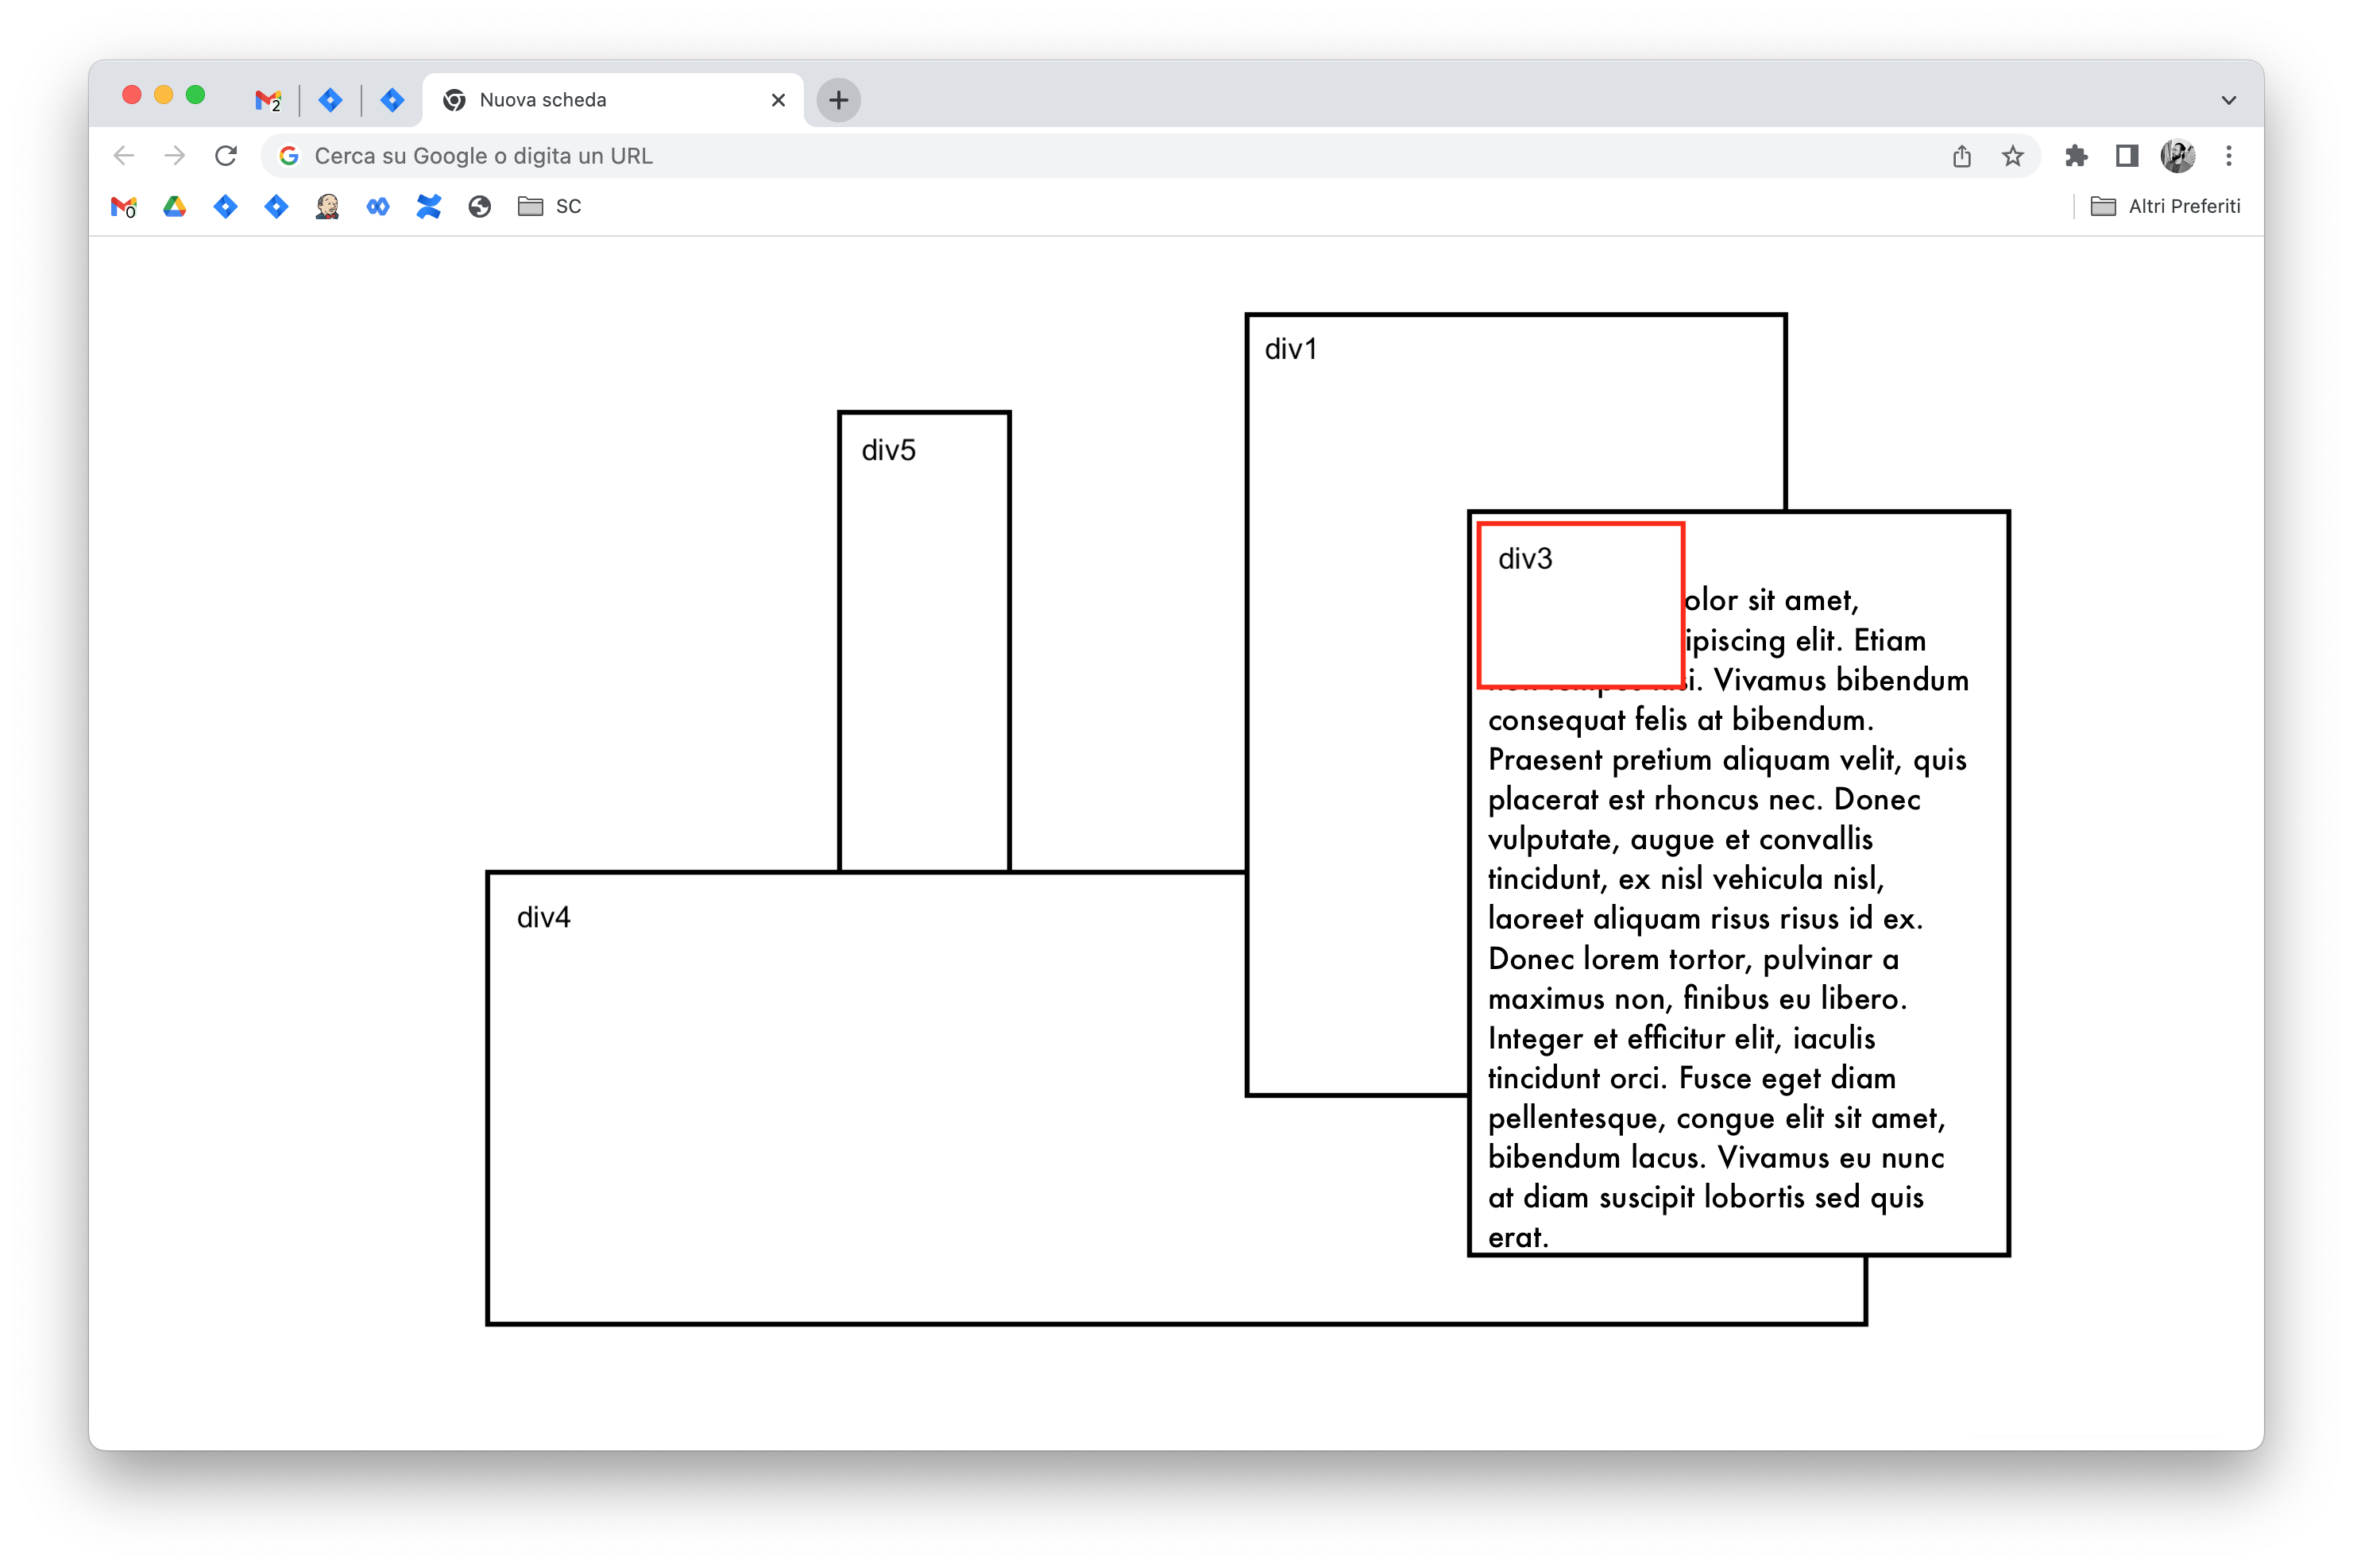 2
Nuova scheda
Cerca su Google o digita un URL
0
SC
Altri Preferiti
div1
div5
div3
olor sit amet,
ipiscing elit. Etiam
i. Vivamus bibendum
consequat felis at bibendum.
Praesent pretium aliquam velit, quis
placerat est rhoncus nec. Donec
vulputate, augue et convallis
tincidunt, ex nisl vehicula nisl,
laoreet aliquam risus risus id ex.
Donec lorem tortor, pulvinar a
maximus non, finibus eu libero.
Integer et efficitur elit, iaculis
tincidunt orci. Fusce eget diam
pellentesque, congue elit sit amet,
bibendum lacus. Vivamus eu nunc
at diam suscipit lobortis sed quis
erat.
div4